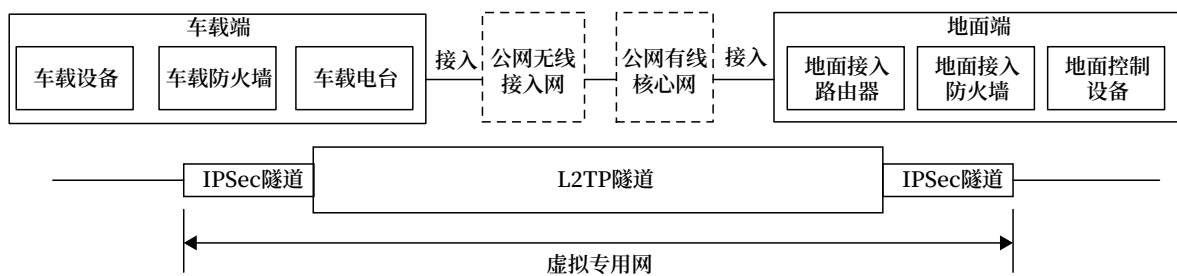 车载端
车载设备
车载防火墙
车载电台
接入
公网无线
接入网
公网有线
核心网
接入
地面端
地面接入
路由器
地面接入
防火墙
地面控制
设备
IPSec隧道
L2TP隧道
IPSec隧道
虚拟专用网